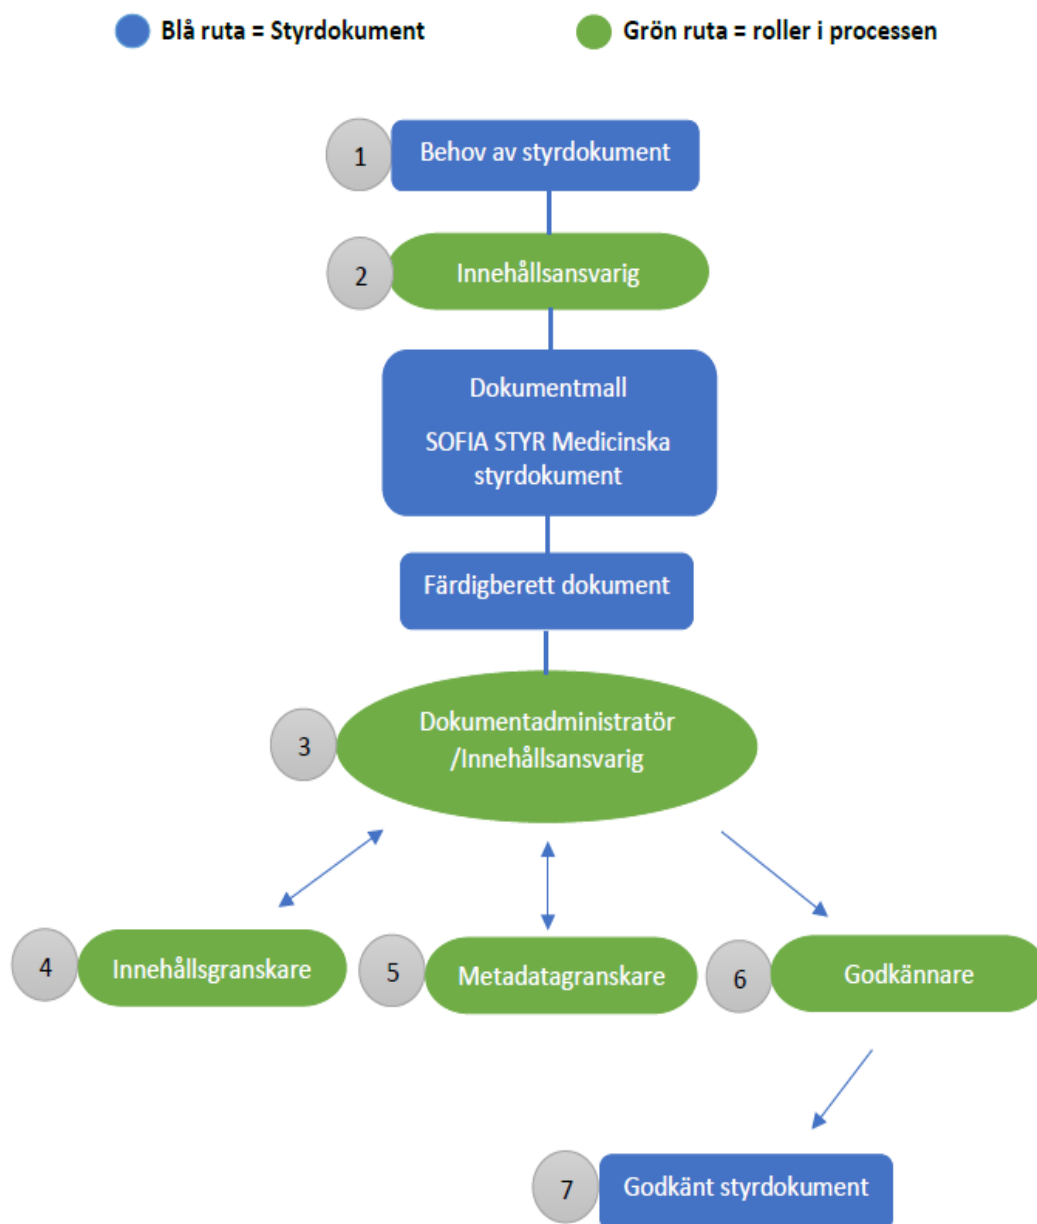 Blå ruta = Styrdokument
Grön ruta = roller i processen
1
Behov av styrdokument
2
Innehållsansvarig
Dokumentmall
SOFIA STYR Medicinska
styrdokument
Färdigberett dokument
3
Dokumentadministratör
/Innehållsansvarig
4
Innehållsgranskare
5
Metadatagranskare
6
Godkännare
7
Godkänt styrdokument